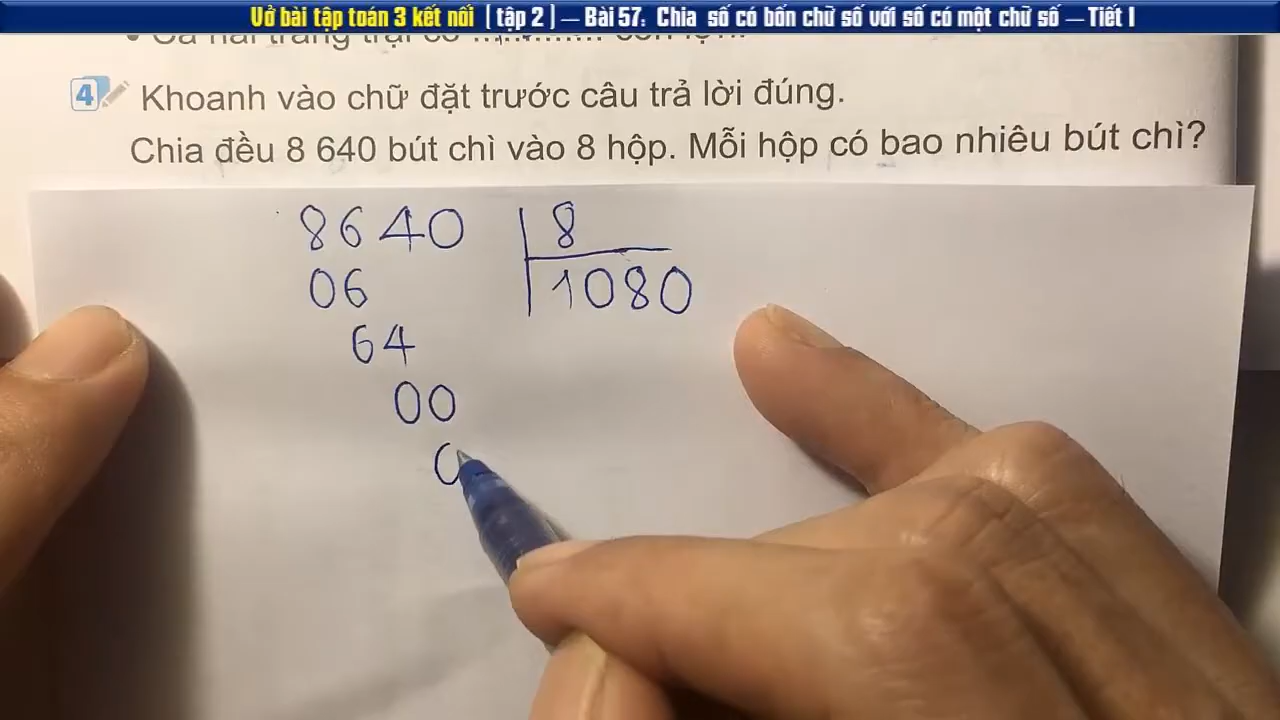 Vở bài tập toán 3 kết nối ( tập 2 ) – Bài 57: Chia số có bốn chữ số với số có một chữ số – Tiết 1
4
Khoanh vào chữ đặt trước câu trả lời đúng.
Chia đều 8 640 bút chì vào 8 hộp. Mỗi hộp có bao nhiêu bút chì?
8640 8
06 1080
64
00
0